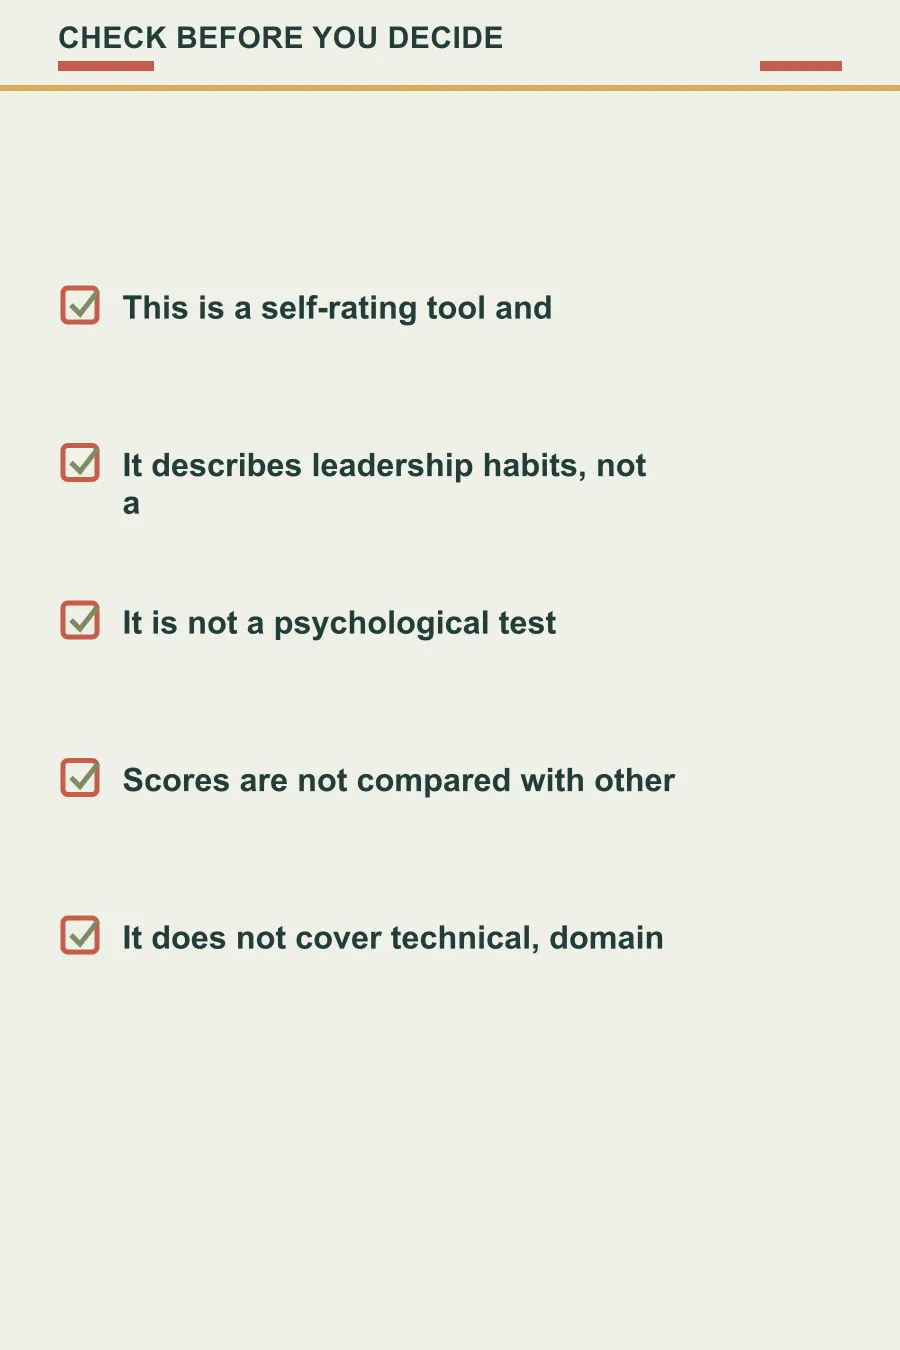 CHECK BEFORE YOU DECIDE
This is a self-rating tool and
It describes leadership habits, not
a
It is not a psychological test
Scores are not compared with other
It does not cover technical, domain